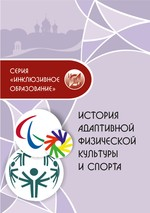 СЕРИЯ
«ИНКЛЮЗИВНОЕ
ОБРАЗОВАНИЕ»
ИСТОРИЯ
АДАПТИВНОЙ
ФИЗИЧЕСКОЙ
КУЛЬТУРЫ
И СПОРТА